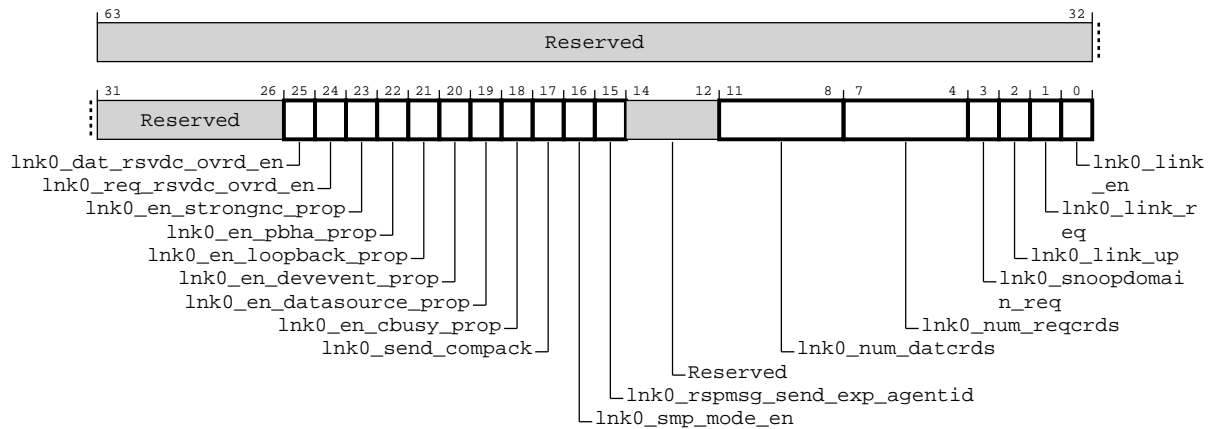 63 32
Reserved
31 26 25 24 23 22 21 20 19 18 17 16 15 14 12 11 8 7 4 3 2 1 0
Reserved
lnk0_dat_rsvdc_ovrd_en
lnk0_req_rsvdc_ovrd_en
lnk0_en_strongnc_prop
lnk0_en_pbha_prop
lnk0_en_loopback_prop
lnk0_en_devevent_prop
lnk0_en_datasource_prop
lnk0_en_cbusy_prop
lnk0_send_compack
lnk0_link
_en
lnk0_link_r
eq
lnk0_link_up
lnk0_snoopdomai
n_req
lnk0_num_reqcrds
lnk0_num_datcrds
Reserved
lnk0_rspmsg_send_exp_agentid
lnk0_smp_mode_en